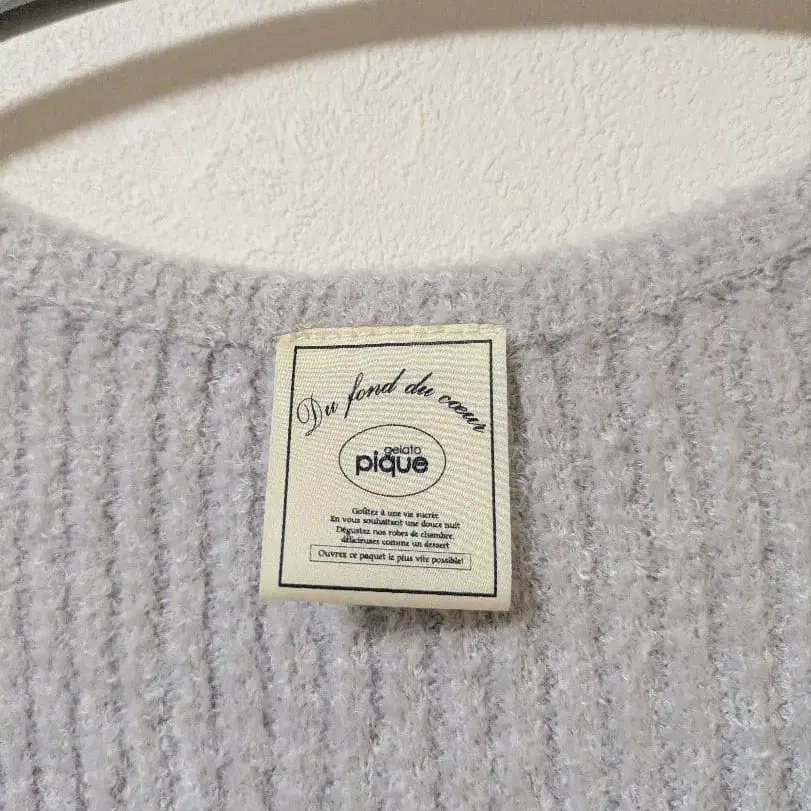 Du fond du cœur
gelato
pique
Goûtez à une vie sucrée
En vous souhaitant une douce nuit
Dégustez nos robes de chambre
délicieuses comme un dessert
Ouvrez ce paquet le plus vite possible!